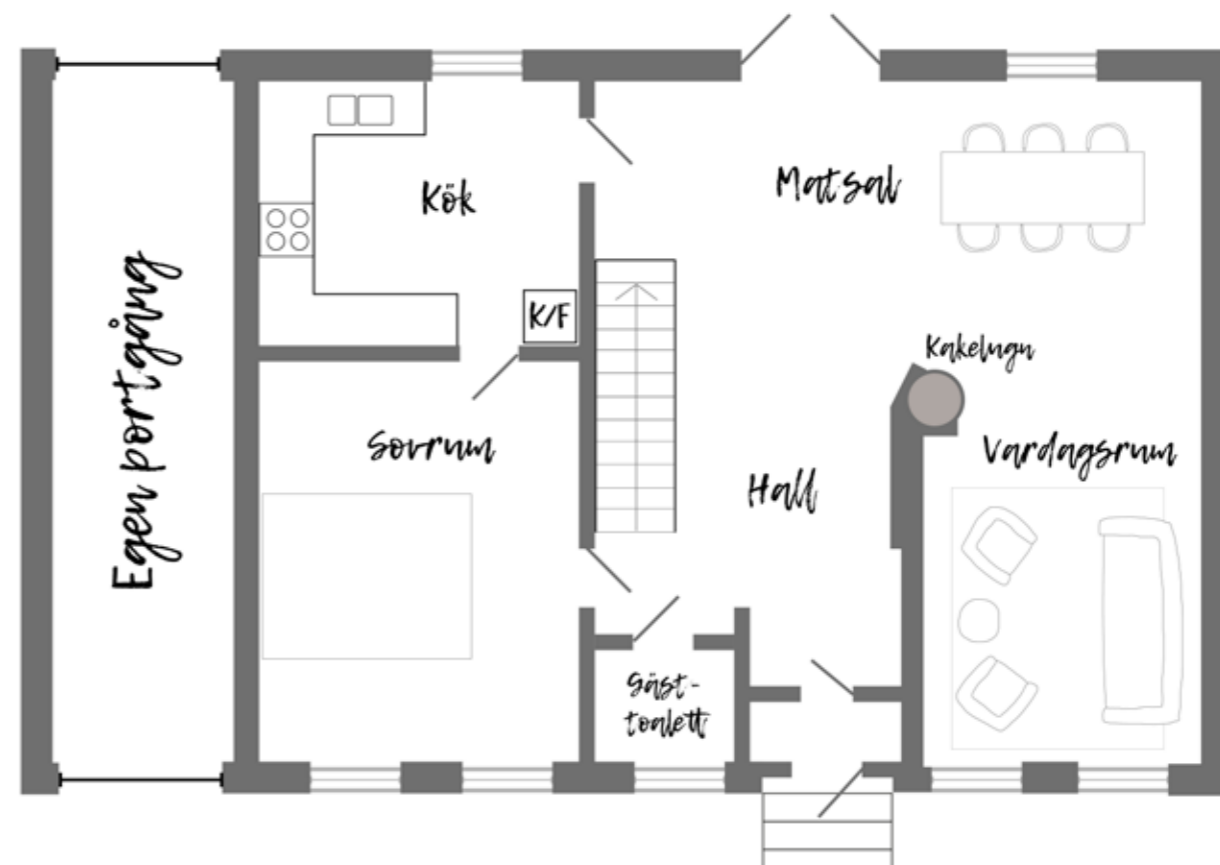 Kök
Matsal
K/F
Egen portgång
Kakelugn
Sovrum
Vardagsrum
Hall
Gäst-
toalett